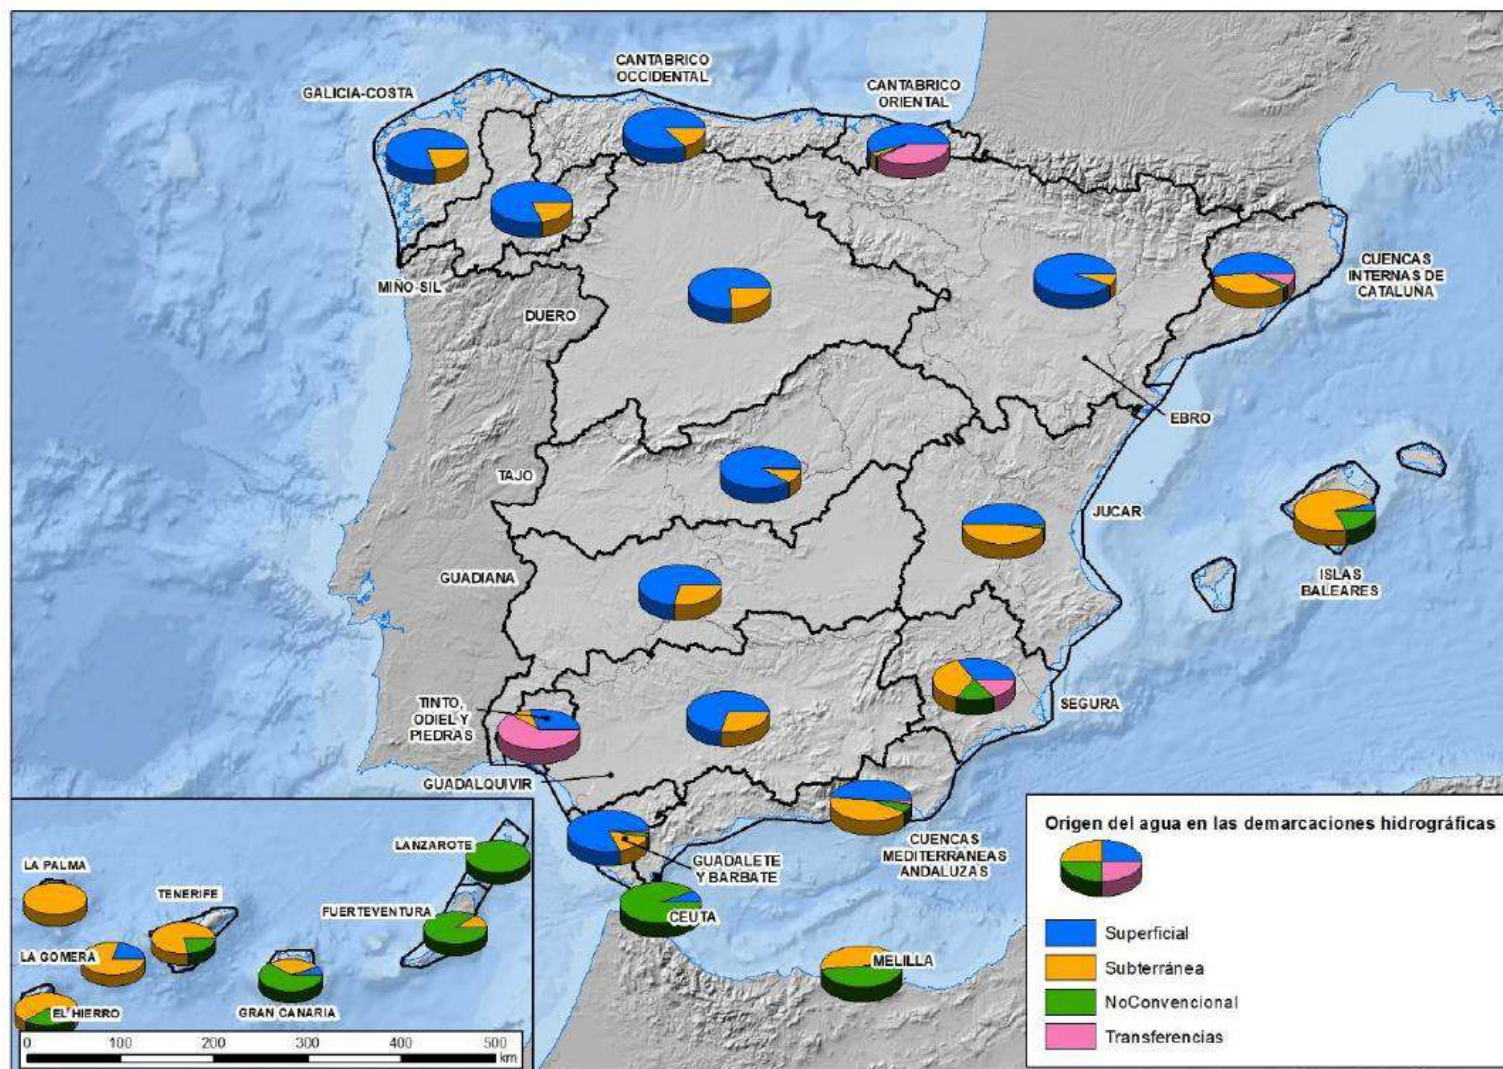 CANTABRICO
OCCIDENTAL
CANTABRICO
ORIENTAL
GALICIA-COSTA
CUENCAS
INTERNAS DE
CATALUÑA
MIÑO-SIL
DUERO
EBRO
TAJO
JUCAR
GUADIANA
ISLAS
BALEARES
TINTO,
ODIEL Y
PIEDRAS
SEGURA
GUADALQUIVIR
CUENCAS
MEDITERRÁNEAS
ANDALUZAS
GUADALETE
Y BARBATE
CEUTA
MELILLA
LANZAROTE
LA PALMA
TENERIFE
FUERTEVENTURA
LA GOMERA
EL HIERRO
GRAN CANARIA
0 100 200 300 400 500
km
Origen del agua en las demarcaciones hidrográficas
Superficial
Subterránea
NoConvencional
Transferencias